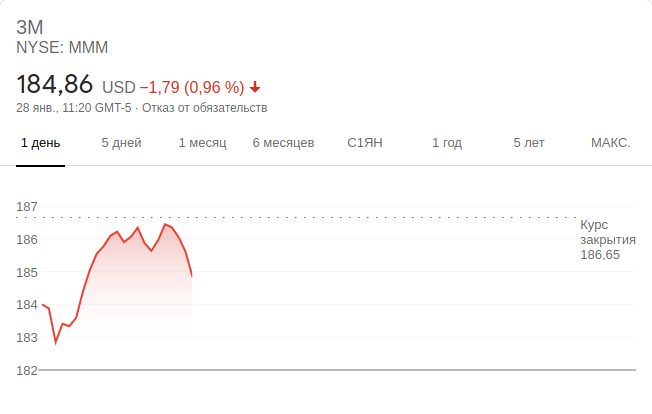 3M
NYSE: MMM
184,86 USD −1,79 (0,96 %)
28 янв., 11:20 GMT-5 · Отказ от обязательств
1 день 5 дней 1 месяц 6 месяцев С1ЯН 1 год 5 лет МАКС.
187
Курс
закрытия
186,65
186
185
184
183
182